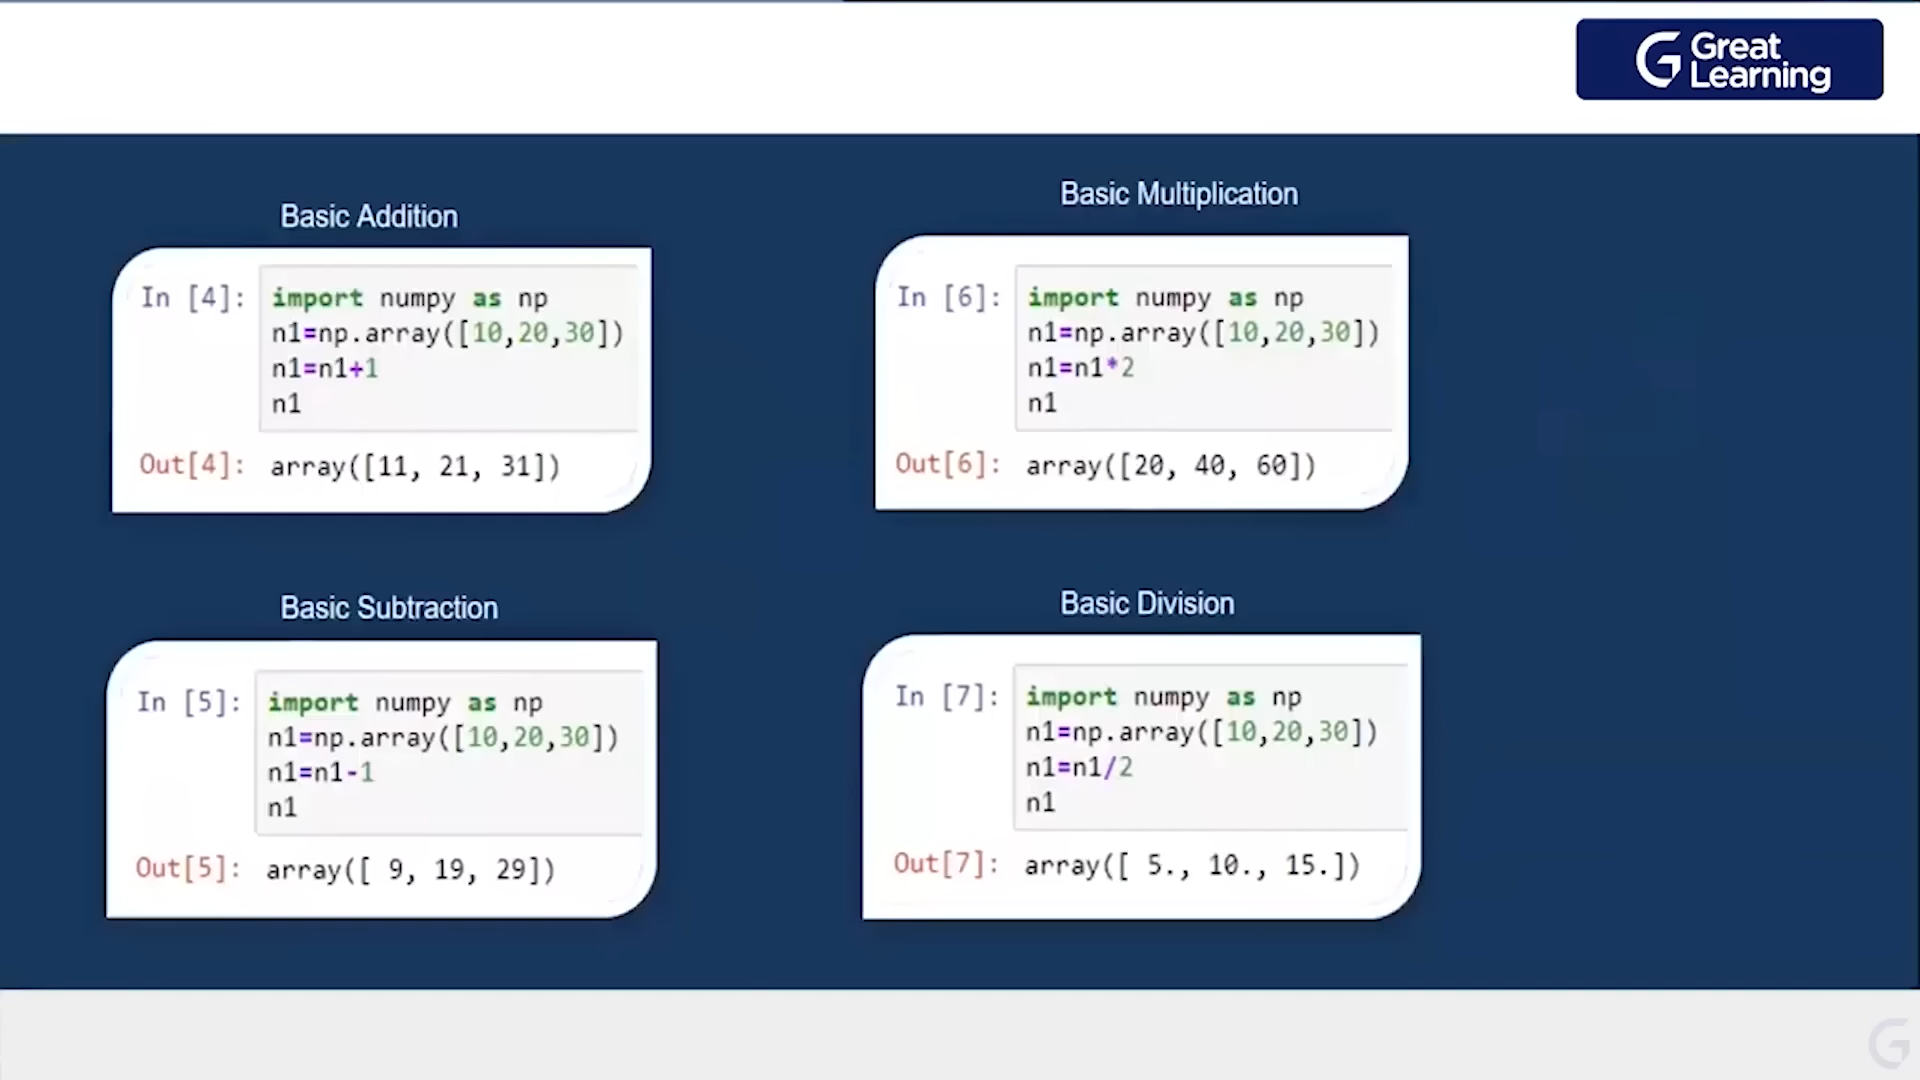 Great
Learning
Basic Addition
In [4]: import numpy as np
n1=np.array([10,20,30])
n1=n1+1
n1
Out[4]: array([11, 21, 31])
Basic Multiplication
In [6]: import numpy as np
n1=np.array([10,20,30])
n1=n1*2
n1
Out[6]: array([20, 40, 60])
Basic Subtraction
In [5]: import numpy as np
n1=np.array([10,20,30])
n1=n1-1
n1
Out[5]: array([ 9, 19, 29])
Basic Division
In [7]: import numpy as np
n1=np.array([10,20,30])
n1=n1/2
n1
Out[7]: array([ 5., 10., 15.])